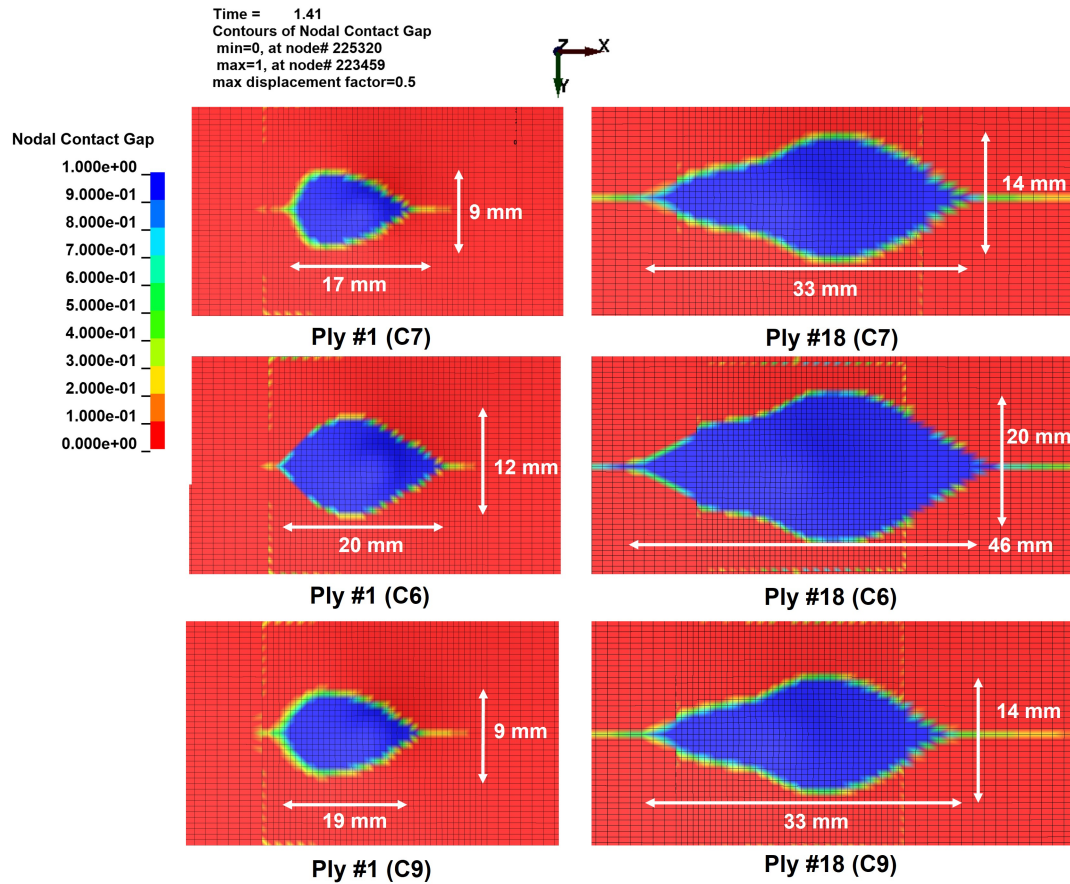 Time = 1.41
Contours of Nodal Contact Gap
min=0, at node# 225320
max=1, at node# 223459
max displacement factor=0.5
Z X
Y
Nodal Contact Gap
1.000e+00
9.000e-01
8.000e-01
7.000e-01
6.000e-01
5.000e-01
4.000e-01
3.000e-01
2.000e-01
1.000e-01
0.000e+00
9 mm
17 mm
Ply #1 (C7)
14 mm
33 mm
Ply #18 (C7)
12 mm
20 mm
Ply #1 (C6)
20 mm
46 mm
Ply #18 (C6)
9 mm
19 mm
Ply #1 (C9)
14 mm
33 mm
Ply #18 (C9)